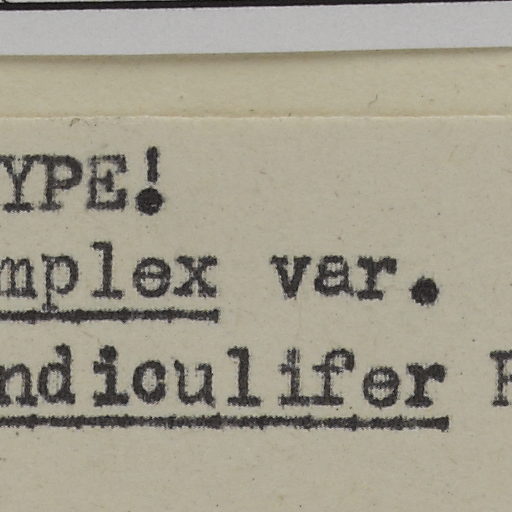 YPE!
mplex var.
ndiculifer